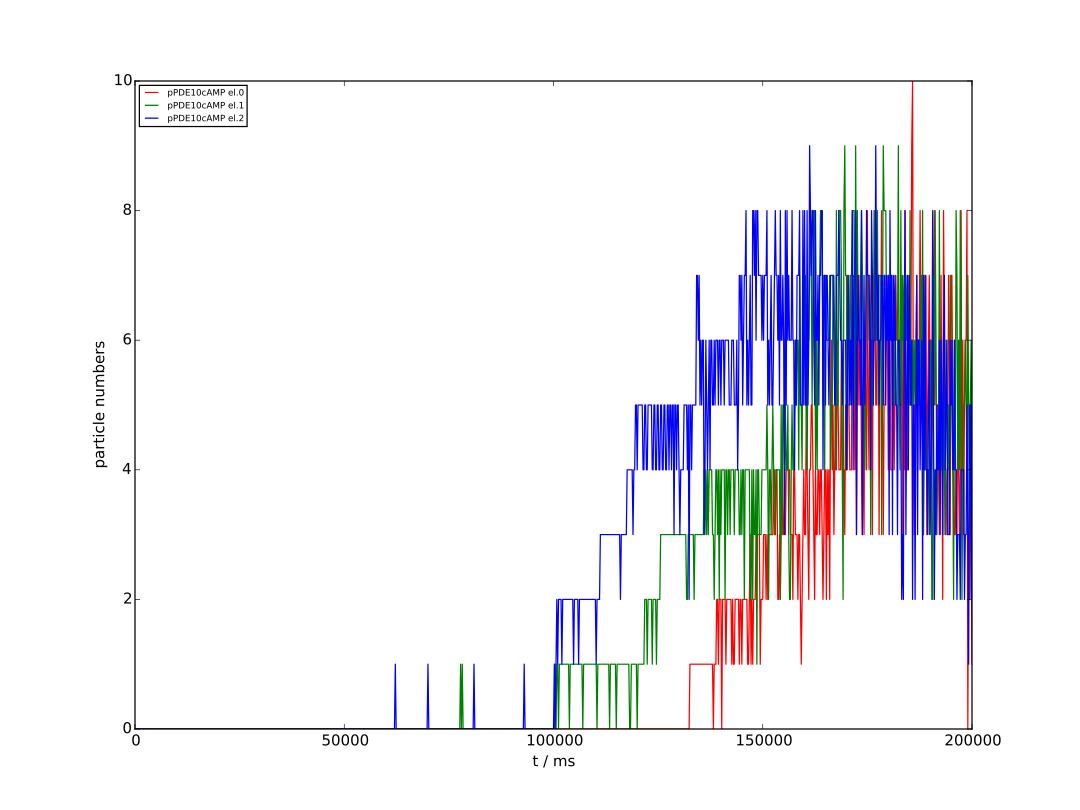 10
pPDE10cAMP el.0
pPDE10cAMP el.1
pPDE10cAMP el.2
8
6
particle numbers
4
2
0
0 50000 100000 150000 200000
t / ms